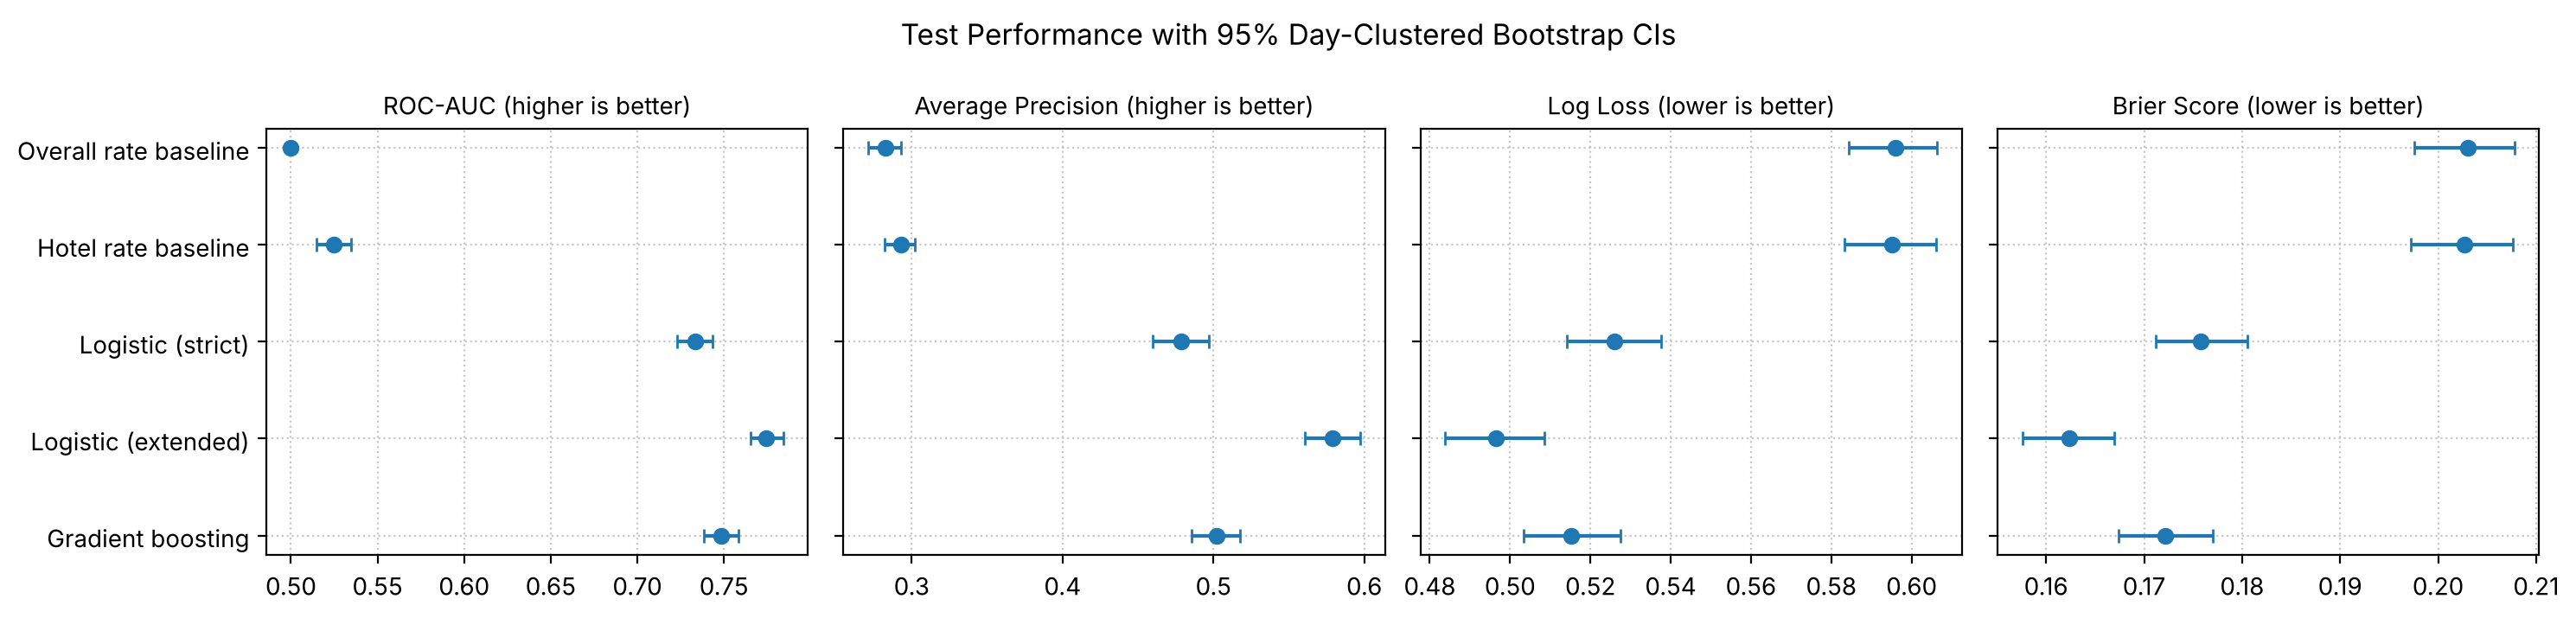 Test Performance with 95% Day-Clustered Bootstrap CIs
ROC-AUC (higher is better)
Average Precision (higher is better)
Log Loss (lower is better)
Brier Score (lower is better)
Overall rate baseline
Hotel rate baseline
Logistic (strict)
Logistic (extended)
Gradient boosting
0.50 0.55 0.60 0.65 0.70 0.75
0.3 0.4 0.5 0.6
0.48 0.50 0.52 0.54 0.56 0.58 0.60
0.16 0.17 0.18 0.19 0.20 0.21